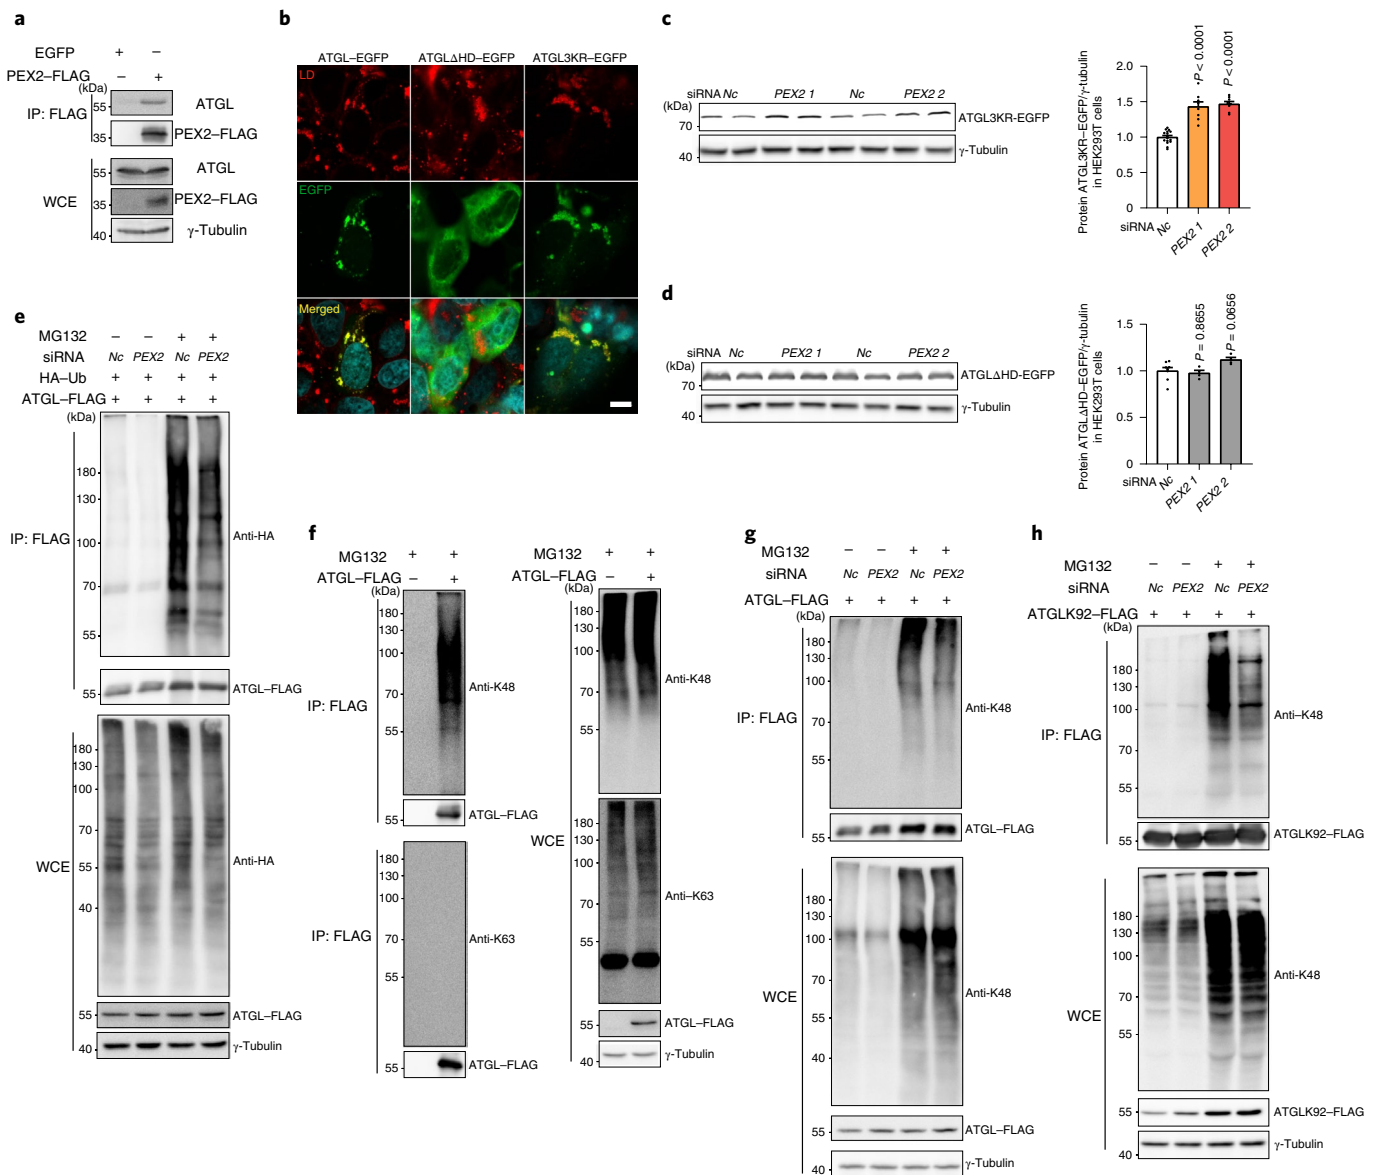 a
EGFP + –
PEX2–FLAG – +
(kDa)
IP: FLAG
55
ATGL
35
PEX2–FLAG
WCE
55
ATGL
35
PEX2–FLAG
40
γ-Tubulin
b
ATGL–EGFP ATGLΔHD–EGFP ATGL3KR–EGFP
LD
EGFP
Merged
c
siRNA Nc PEX2 1 Nc PEX2 2
(kDa)
70
ATGL3KR-EGFP
40
γ-Tubulin
Protein ATGL3KR–EGFP/γ-tubulin
in HEK293T cells
2.0
1.5
1.0
0.5
0
P < 0.0001
P < 0.0001
siRNA Nc PEX2 1 PEX2 2
d
siRNA Nc PEX2 1 Nc PEX2 2
(kDa)
70
ATGLΔHD-EGFP
40
γ-Tubulin
Protein ATGLΔHD–EGFP/γ-tubulin
in HEK293T cells
1.5
1.0
0.5
0
P = 0.8655
P = 0.0656
siRNA Nc PEX2 1 PEX2 2
e
MG132 – – + +
siRNA Nc PEX2 Nc PEX2
HA–Ub + + + +
ATGL–FLAG + + + +
(kDa)
IP: FLAG
180
130
100
70
55
Anti-HA
55
ATGL–FLAG
WCE
180
130
100
70
55
40
Anti-HA
55
ATGL–FLAG
40
γ-Tubulin
f
MG132 + +
ATGL–FLAG – +
(kDa)
IP: FLAG
180
130
100
70
55
Anti-K48
55
ATGL–FLAG
IP: FLAG
180
130
100
70
55
Anti-K63
55
ATGL–FLAG
MG132 + +
ATGL–FLAG – +
(kDa)
WCE
180
130
100
70
55
Anti-K48
180
130
100
70
55
Anti–K63
55
ATGL–FLAG
40
γ-Tubulin
g
MG132 – – + +
siRNA Nc PEX2 Nc PEX2
ATGL–FLAG + + + +
(kDa)
IP: FLAG
180
130
100
70
55
Anti-K48
55
ATGL–FLAG
WCE
180
130
100
70
55
40
Anti-K48
55
ATGL–FLAG
40
γ-Tubulin
h
MG132 – – + +
siRNA Nc PEX2 Nc PEX2
ATGLK92–FLAG + + + +
(kDa)
IP: FLAG
180
130
100
70
55
Anti–K48
55
ATGLK92–FLAG
WCE
180
130
100
70
55
Anti-K48
55
ATGLK92–FLAG
40
γ-Tubulin